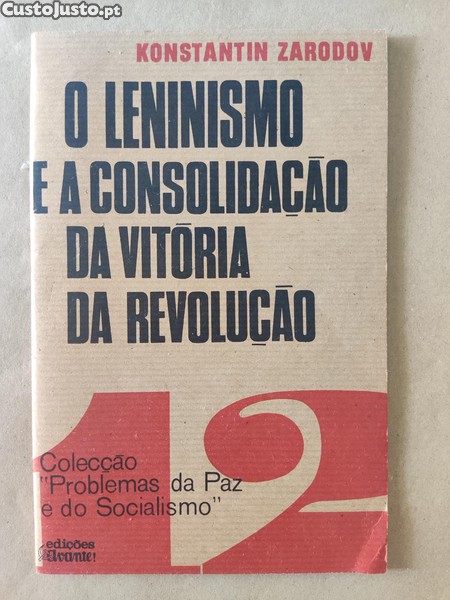 CustoJusto.pt
KONSTANTIN ZARODOV
O LENINISMO
E A CONSOLIDAÇÃO
DA VITÓRIA
DA REVOLUÇÃO
12
Colecção
"Problemas da Paz
e do Socialismo"
edições
Avante!